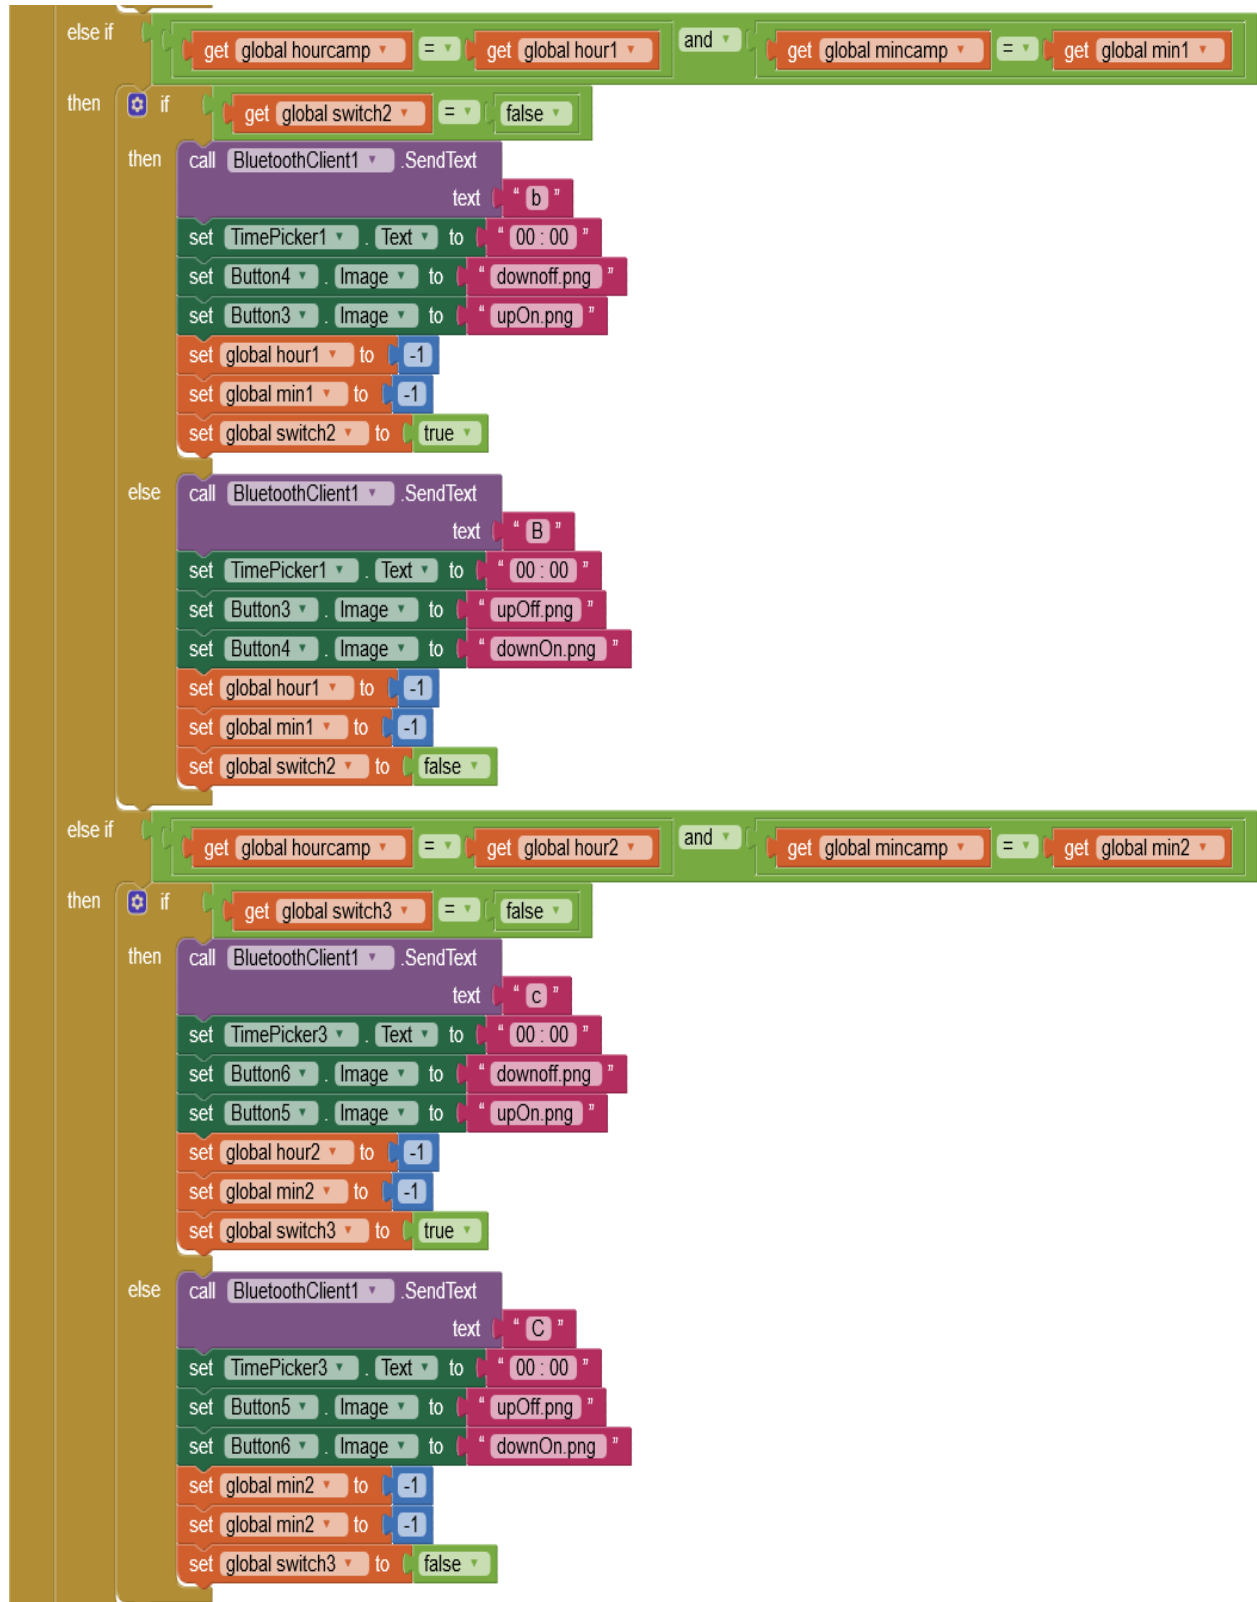 else if get global hourcamp = get global hour1 and get global mincamp = get global min1
then if get global switch2 = false
then call BluetoothClient1 .SendText
text " b "
set TimePicker1 . Text to " 00 : 00 "
set Button4 . Image to " downoff.png "
set Button3 . Image to " upOn.png "
set global hour1 to -1
set global min1 to -1
set global switch2 to true
else call BluetoothClient1 .SendText
text " B "
set TimePicker1 . Text to " 00 : 00 "
set Button3 . Image to " upOff.png "
set Button4 . Image to " downOn.png "
set global hour1 to -1
set global min1 to -1
set global switch2 to false
else if get global hourcamp = get global hour2 and get global mincamp = get global min2
then if get global switch3 = false
then call BluetoothClient1 .SendText
text " c "
set TimePicker3 . Text to " 00 : 00 "
set Button6 . Image to " downoff.png "
set Button5 . Image to " upOn.png "
set global hour2 to -1
set global min2 to -1
set global switch3 to true
else call BluetoothClient1 .SendText
text " C "
set TimePicker3 . Text to " 00 : 00 "
set Button5 . Image to " upOff.png "
set Button6 . Image to " downOn.png "
set global min2 to -1
set global min2 to -1
set global switch3 to false